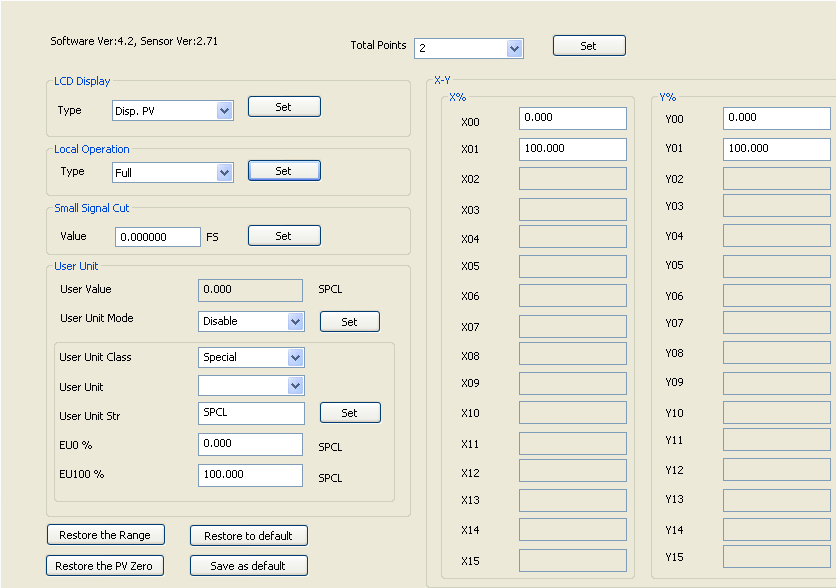 Software Ver:4.2, Sensor Ver:2.71
Total Points 2 Set
LCD Display
Type Disp. PV Set
Local Operation
Type Full Set
Small Signal Cut
Value 0.000000 FS Set
User Unit
User Value 0.000 SPCL
User Unit Mode Disable Set
User Unit Class Special
User Unit
User Unit Str SPCL Set
EU0 % 0.000 SPCL
EU100 % 100.000 SPCL
Restore the Range Restore to default
Restore the PV Zero Save as default
X-Y
X%
X00 0.000
X01 100.000
X02
X03
X04
X05
X06
X07
X08
X09
X10
X11
X12
X13
X14
X15
Y%
Y00 0.000
Y01 100.000
Y02
Y03
Y04
Y05
Y06
Y07
Y08
Y09
Y10
Y11
Y12
Y13
Y14
Y15